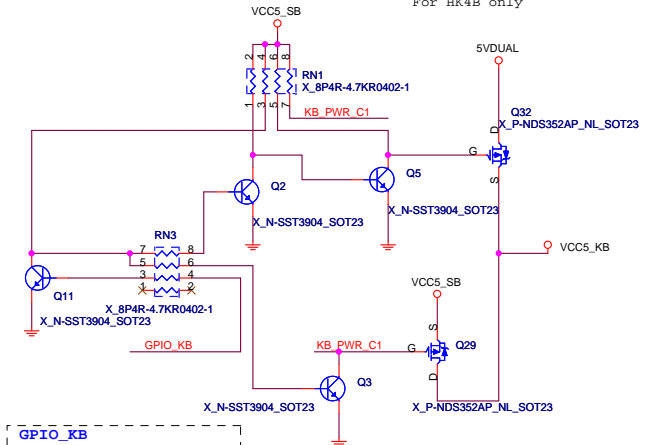 For HK4B only
VCC5_SB
5VDUAL
2 4 6 8
RN1
X_8P4R-4.7KR0402-1
1 3 5 7
KB_PWR_C1
Q32
X_P-NDS352AP_NL_SOT23
D
G
S
Q2
Q5
X_N-SST3904_SOT23
X_N-SST3904_SOT23
RN3
7 8
5 6
3 4
1 2
VCC5_KB
Q11
X_8P4R-4.7KR0402-1
X_N-SST3904_SOT23
VCC5_SB
GPIO_KB
KB_PWR_C1
S
G
D
Q29
Q3
X_N-SST3904_SOT23
X_P-NDS352AP_NL_SOT23
GPIO_KB